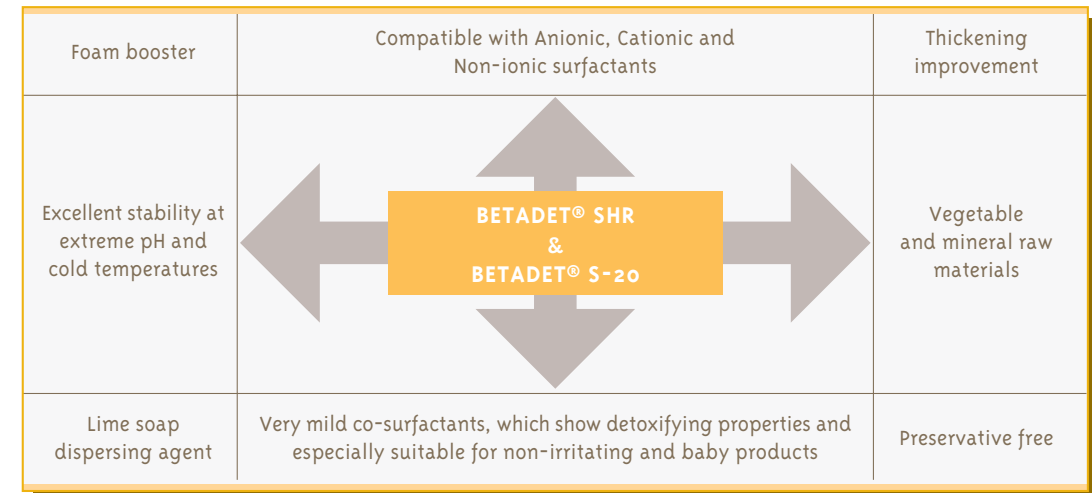 Foam booster
Compatible with Anionic, Cationic and
Non-ionic surfactants
Thickening
improvement
Excellent stability at
extreme pH and
cold temperatures
BETADET® SHR
&
BETADET® S-20
Vegetable
and mineral raw
materials
Lime soap
dispersing agent
Very mild co-surfactants, which show detoxifying properties and
especially suitable for non-irritating and baby products
Preservative free